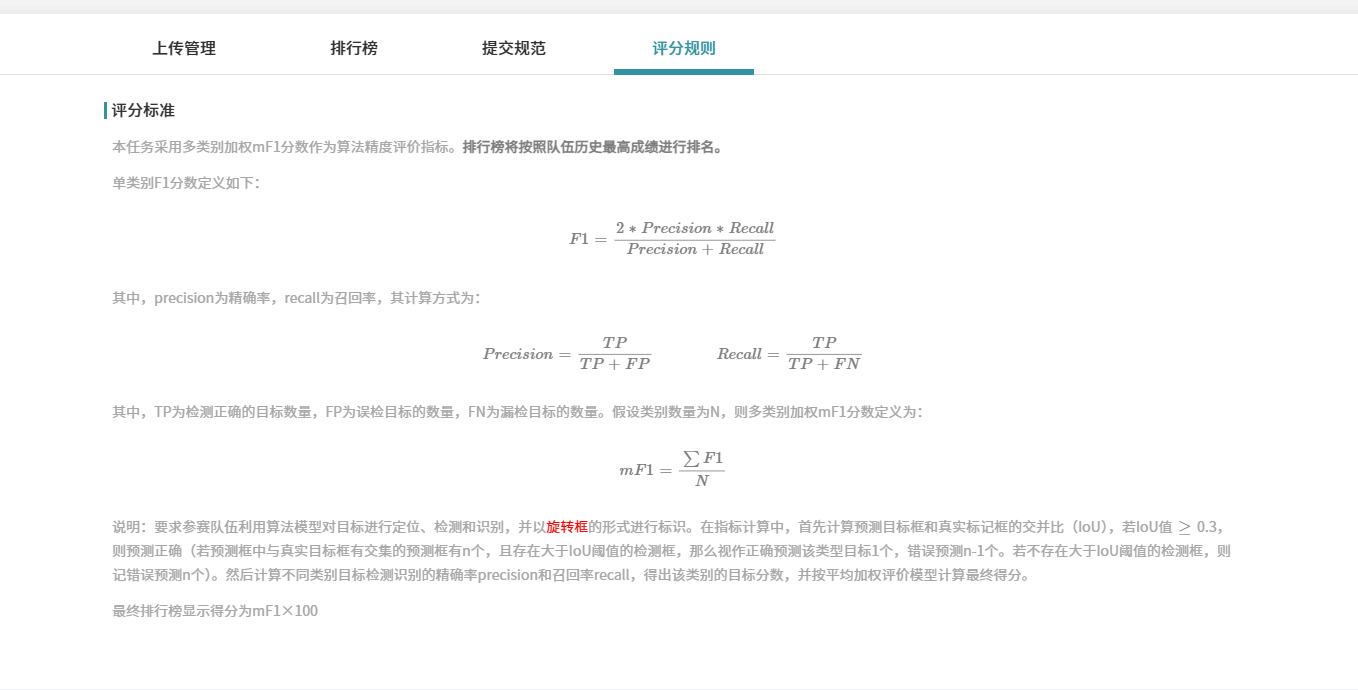 上传管理 排行榜 提交规范 评分规则
评分标准
本任务采用多类别加权mF1分数作为算法精度评价指标。排行榜将按照队伍历史最高成绩进行排名。
单类别F1分数定义如下：
F1 = \frac{2 * Precision * Recall}{Precision + Recall}
其中，precision为精确率，recall为召回率，其计算方式为：
Precision = \frac{TP}{TP + FP} Recall = \frac{TP}{TP + FN}
其中，TP为检测正确的目标数量，FP为误检目标的数量，FN为漏检目标的数量。假设类别数量为N，则多类别加权mF1分数定义为：
mF1 = \frac{\sum F1}{N}
说明：要求参赛队伍利用算法模型对目标进行定位、检测和识别，并以旋转框的形式进行标识。在指标计算中，首先计算预测目标框和真实标记框的交并比（IoU），若IoU值 ≥ 0.3，
则预测正确（若预测框中与真实目标框有交集的预测框有n个，且存在大于IoU阈值的检测框，那么视作正确预测该类型目标1个，错误预测n-1个。若不存在大于IoU阈值的检测框，则
记错误预测n个）。然后计算不同类别目标检测识别的精确率precision和召回率recall，得出该类别的目标分数，并按平均加权评价模型计算最终得分。
最终排行榜显示得分为mF1×100